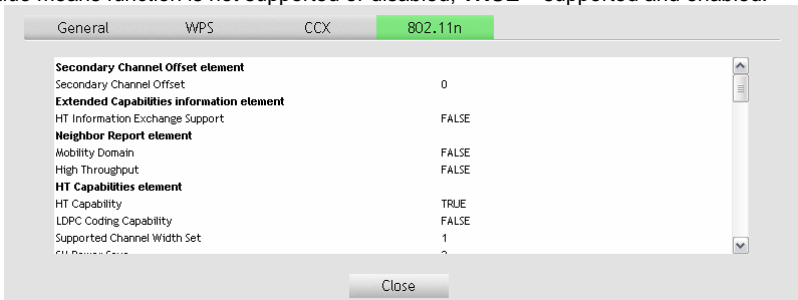 means function is not supported or disabled,
supported and enabled.
General WPS CCX 802.11n
Secondary Channel Offset element
Secondary Channel Offset 0
Extended Capabilities information element
HT Information Exchange Support FALSE
Neighbor Report element
Mobility Domain FALSE
High Throughput FALSE
HT Capabilities element
HT Capability TRUE
LDPC Coding Capability FALSE
Supported Channel Width Set 1
Close